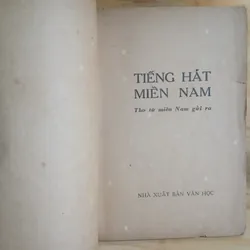 TIẾNG HÁT
MIỀN NAM
Thơ từ miền Nam gửi ra
NHÀ XUẤT BẢN VĂN HỌC